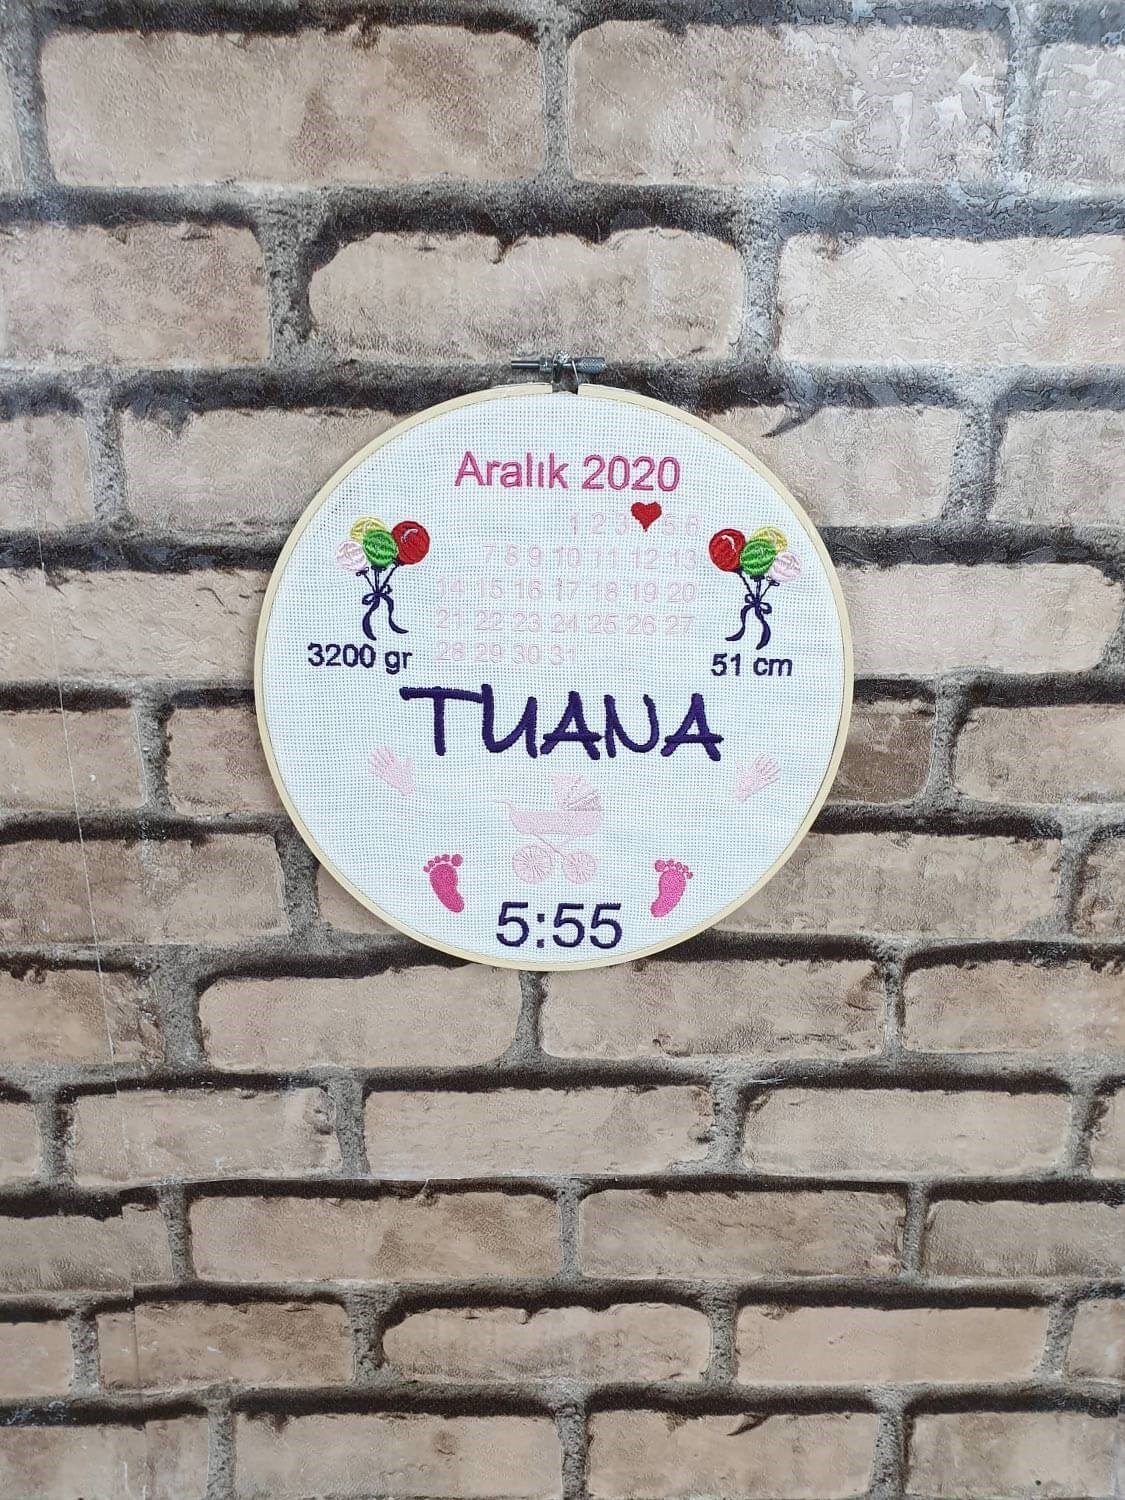 Aralık 2020
1 2 3 5 6
7 8 9 10 11 12 13
14 15 16 17 18 19 20
21 22 23 24 25 26 27
28 29 30 31
3200 gr
51 cm
TUANA
5:55